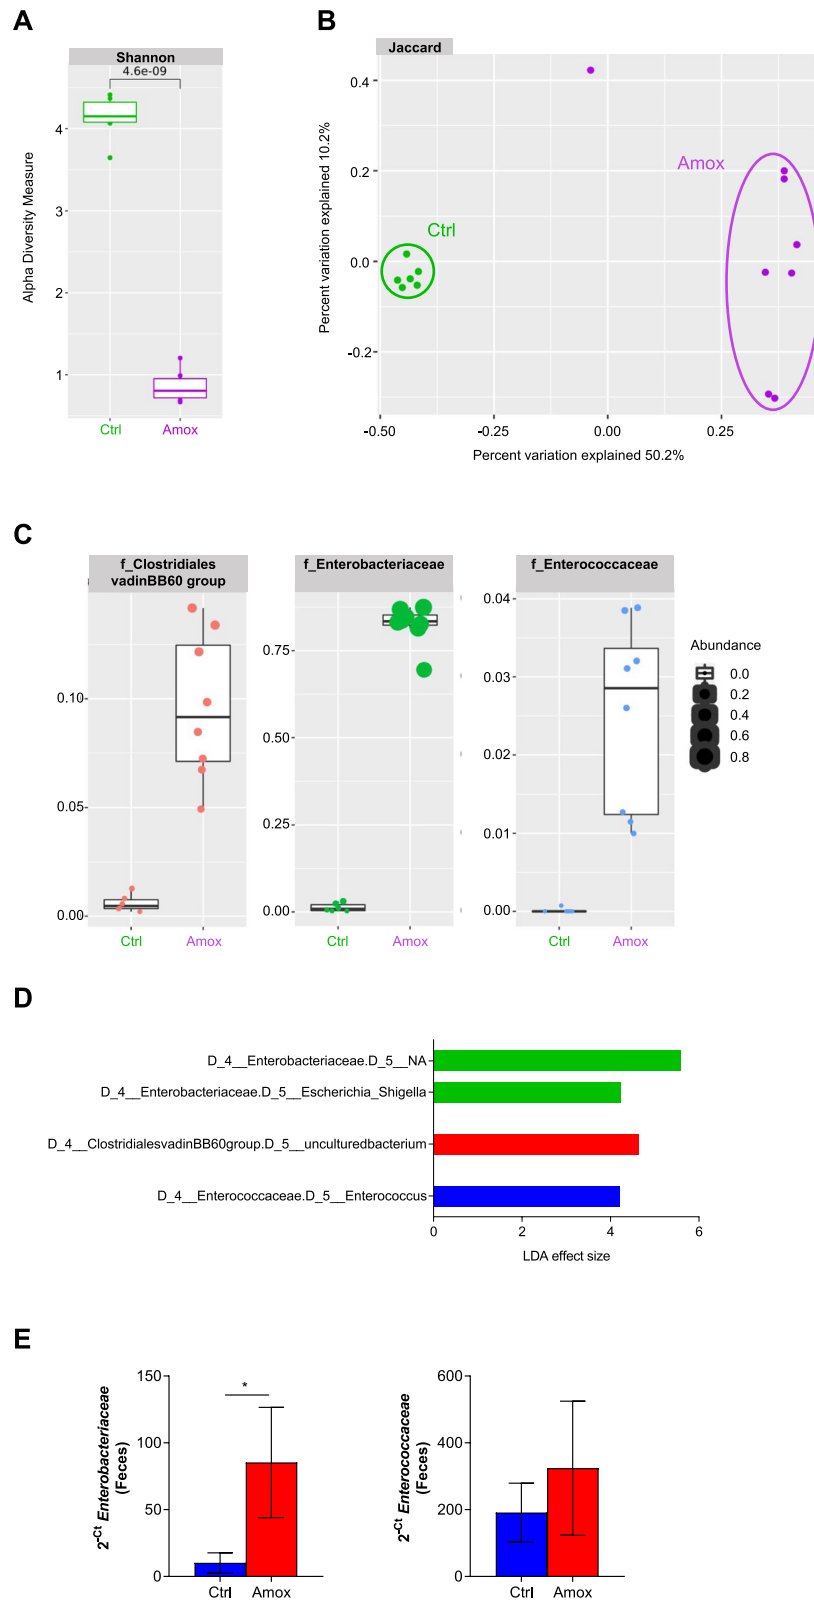 A
Shannon
4.6e-09
Alpha Diversity Measure
4
3
2
1
Ctrl
Amox
B
Jaccard
Percent variation explained 10.2%
0.4
0.2
0.0
-0.2
Amox
Ctrl
-0.50
-0.25
0.00
0.25
Percent variation explained 50.2%
C
f_Clostridiales
vadinBB60 group
0.10
0.05
0.00
Ctrl
Amox
f_Enterobacteriaceae
0.75
0.50
0.25
0.00
Ctrl
Amox
f_Enterococcaceae
0.04
0.03
0.02
0.01
0.00
Ctrl
Amox
Abundance
0.0
0.2
0.4
0.6
0.8
D
D_4__Enterobacteriaceae.D_5__NA
D_4__Enterobacteriaceae.D_5__Escherichia_Shigella
D_4__ClostridialesvadinBB60group.D_5__unculturedbacterium
D_4__Enterococcaceae.D_5__Enterococcus
0
2
4
6
LDA effect size
E
2-Ct Enterobacteriaceae
(Feces)
150
100
50
0
*
Ctrl
Amox
2-Ct Enterococcaceae
(Feces)
600
400
200
0
Ctrl
Amox